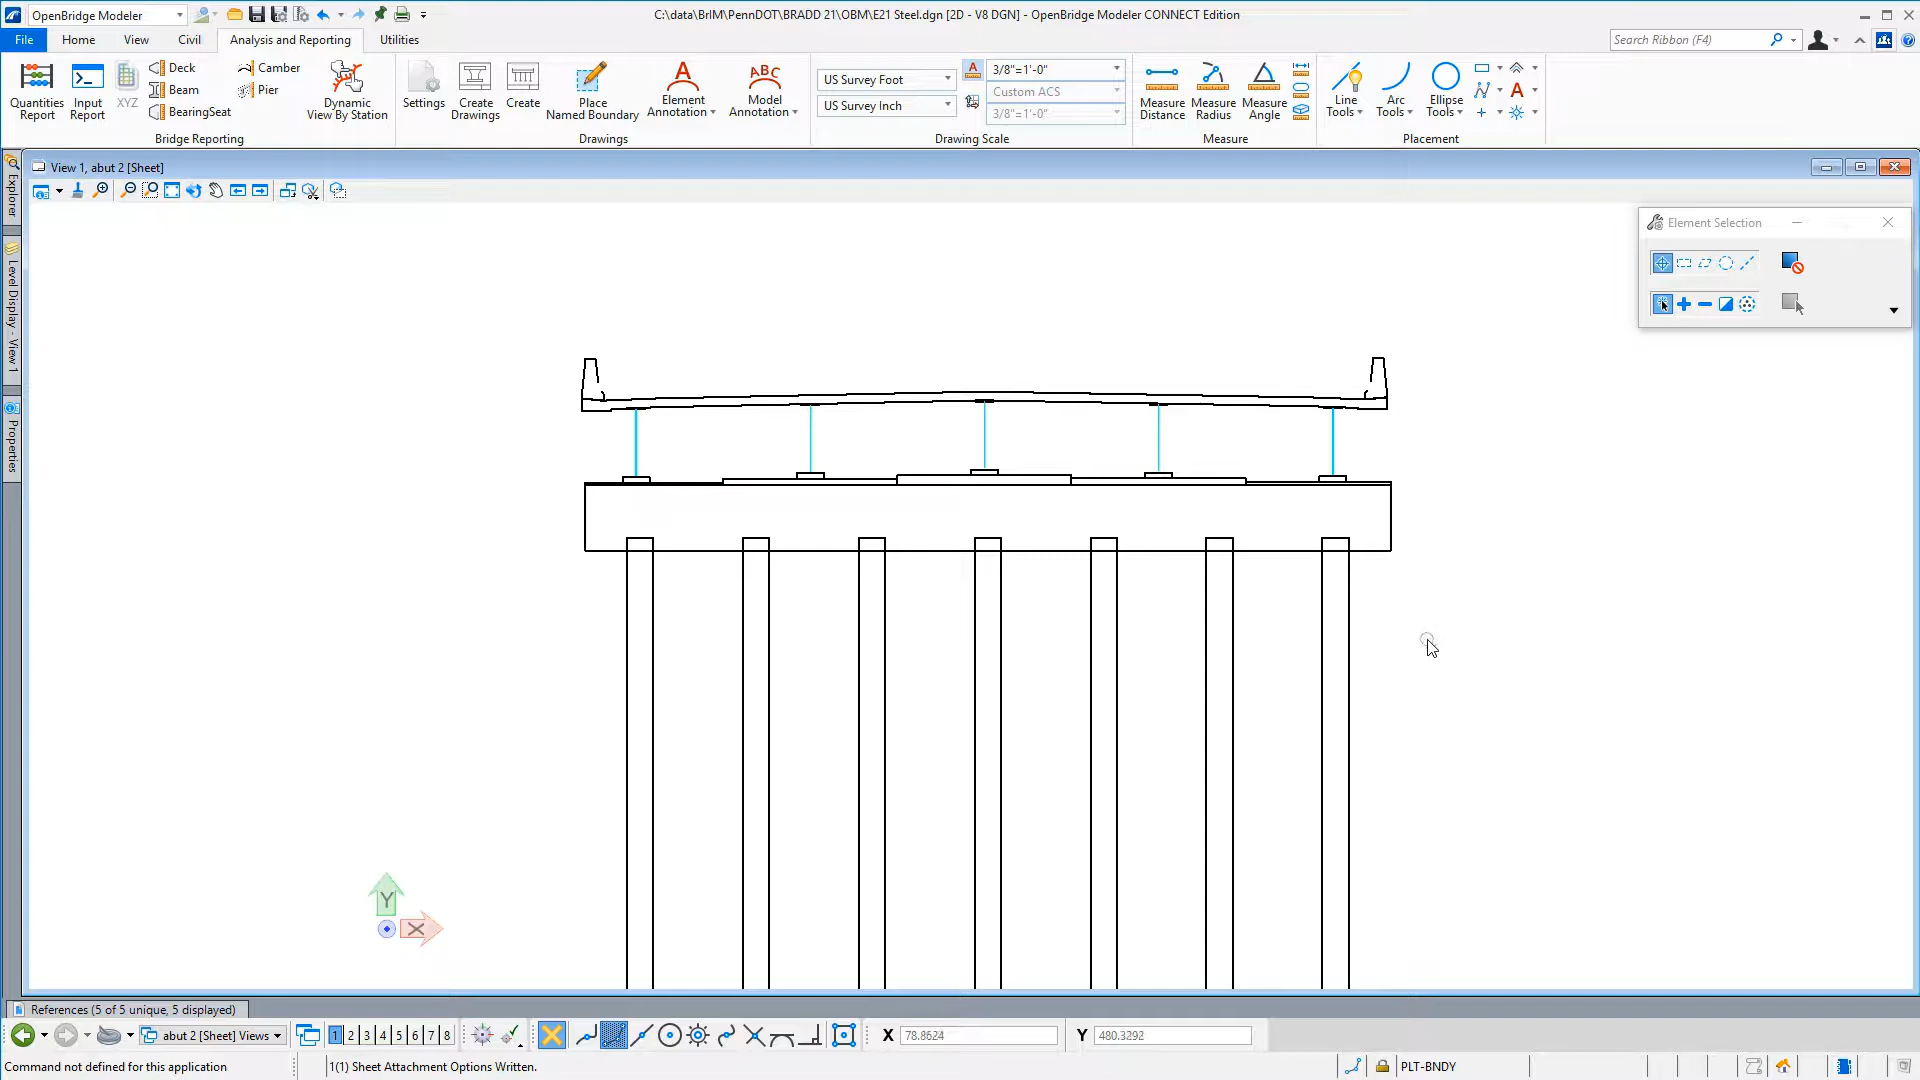 OpenBridge Modeler
C:\data\BrIM\PennDOT\BRADD 21\OBM\E21 Steel.dgn [2D - V8 DGN] - OpenBridge Modeler CONNECT Edition
File
Home
View
Civil
Analysis and Reporting
Utilities
Search Ribbon (F4)
Quantities
Report
Input
Report
XYZ
Deck
Beam
BearingSeat
Camber
Pier
Dynamic
View By Station
Bridge Reporting
Settings
Create
Drawings
Create
Place
Named Boundary
Element
Annotation
Model
Annotation
Drawings
US Survey Foot
US Survey Inch
3/8"=1'-0"
Custom ACS
3/8"=1'-0"
Drawing Scale
Measure
Distance
Measure
Radius
Measure
Angle
Measure
Line
Tools
Arc
Tools
Ellipse
Tools
Placement
View 1, abut 2 [Sheet]
Explorer
Level Display - View 1
Properties
Element Selection
Y
X
References (5 of 5 unique, 5 displayed)
abut 2 [Sheet] Views
1 2 3 4 5 6 7 8
X 78.8624
Y 480.3292
Command not defined for this application
1(1) Sheet Attachment Options Written.
PLT-BNDY